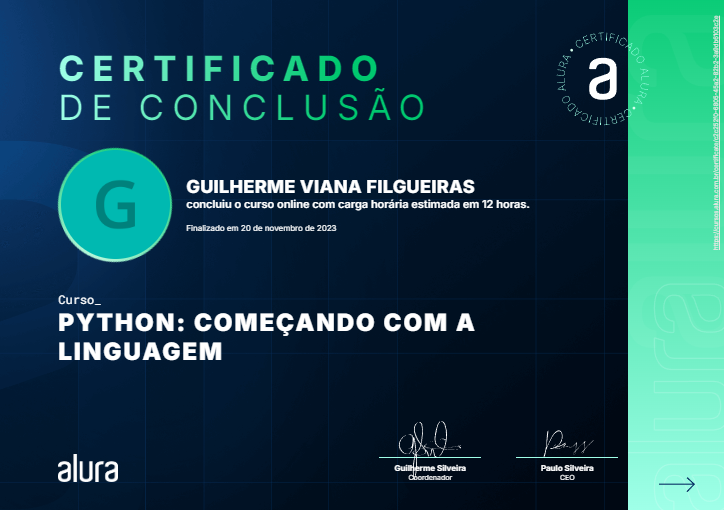 CERTIFICADO
DE CONCLUSÃO
CERTIFICADO ALURA • CERTIFICADO ALURA •
a
G
GUILHERME VIANA FILGUEIRAS
concluiu o curso online com carga horária estimada em 12 horas.
Finalizado em 20 de novembro de 2023
Curso_
PYTHON: COMEÇANDO COM A
LINGUAGEM
alura
Guilherme Silveira
Coordenador
Paulo Silveira
CEO
alura